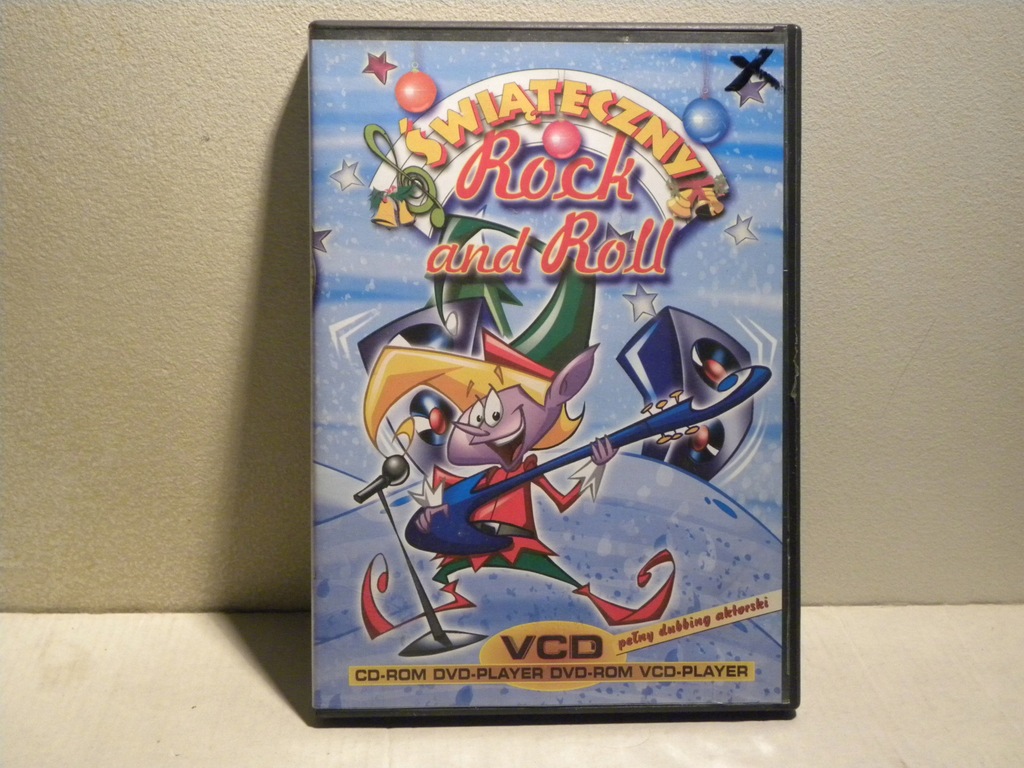 ŚWIĄTECZNY
Rock
and Roll
VCD
pełny dubbing aktorski
CD-ROM DVD-PLAYER DVD-ROM VCD-PLAYER